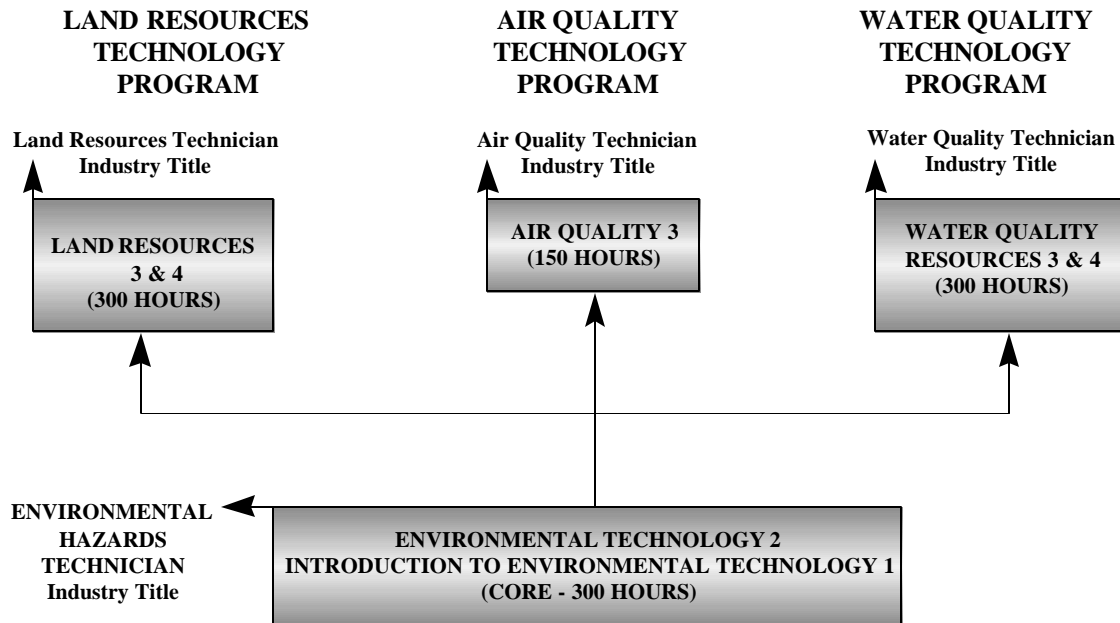 LAND RESOURCES
TECHNOLOGY
PROGRAM
AIR QUALITY
TECHNOLOGY
PROGRAM
WATER QUALITY
TECHNOLOGY
PROGRAM
Land Resources Technician
Industry Title
Air Quality Technician
Industry Title
Water Quality Technician
Industry Title
LAND RESOURCES
3 & 4
(300 HOURS)
AIR QUALITY 3
(150 HOURS)
WATER QUALITY
RESOURCES 3 & 4
(300 HOURS)
ENVIRONMENTAL
HAZARDS
TECHNICIAN
Industry Title
ENVIRONMENTAL TECHNOLOGY 2
INTRODUCTION TO ENVIRONMENTAL TECHNOLOGY 1
(CORE - 300 HOURS)